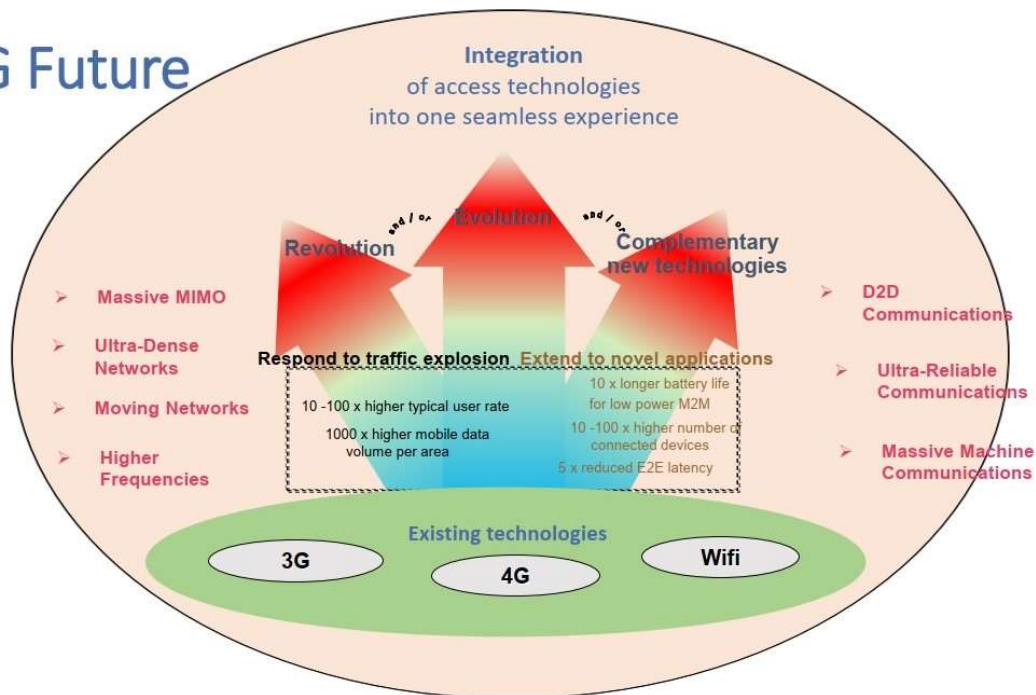 G Future
Integration
of access technologies
into one seamless experience
and / or
and / or
Revolution
Evolution
Complementary
new technologies
➢ Massive MIMO
➢ Ultra-Dense
Networks
➢ Moving Networks
➢ Higher
Frequencies
Respond to traffic explosion
10 -100 x higher typical user rate
1000 x higher mobile data
volume per area
Extend to novel applications
10 x longer battery life
for low power M2M
10 -100 x higher number of
connected devices
5 x reduced E2E latency
➢ D2D
Communications
➢ Ultra-Reliable
Communications
➢ Massive Machine
Communications
Existing technologies
3G
4G
Wifi